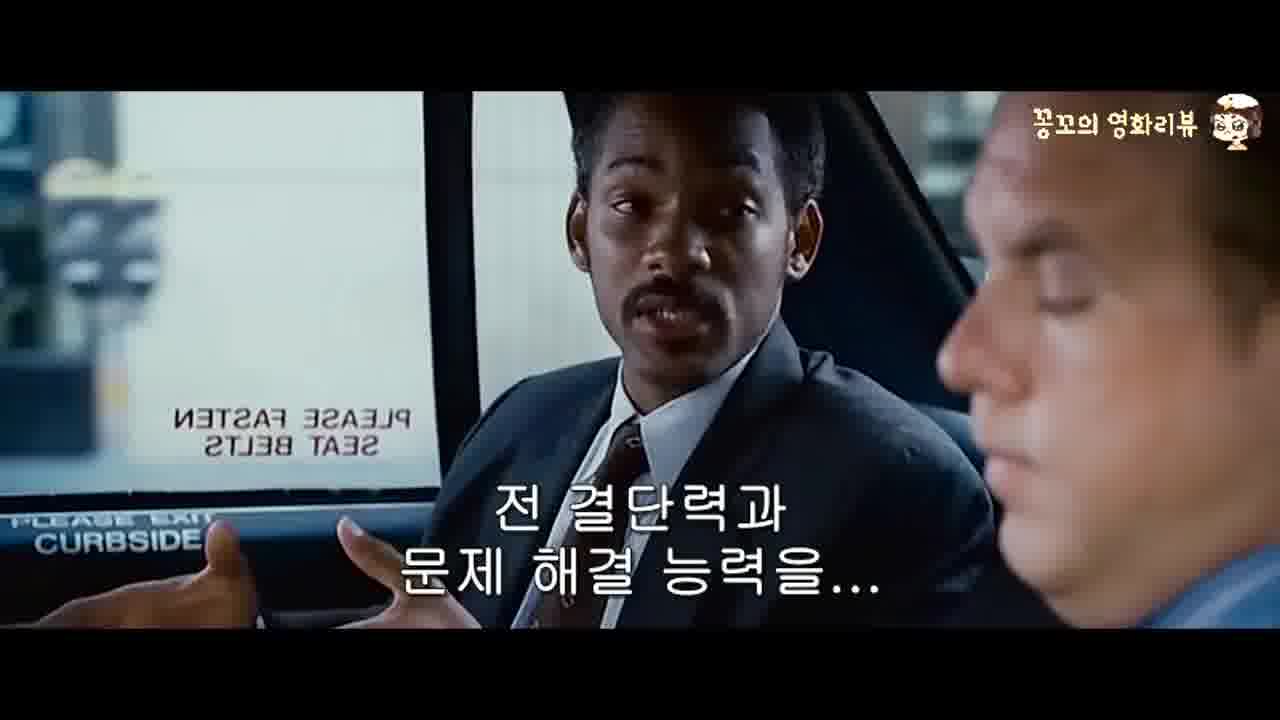 꽁꼬의 영화리뷰
PLEASE FASTEN
SEAT BELTS
PLEASE EXIT
CURBSIDE
전 결단력과
문제 해결 능력을...